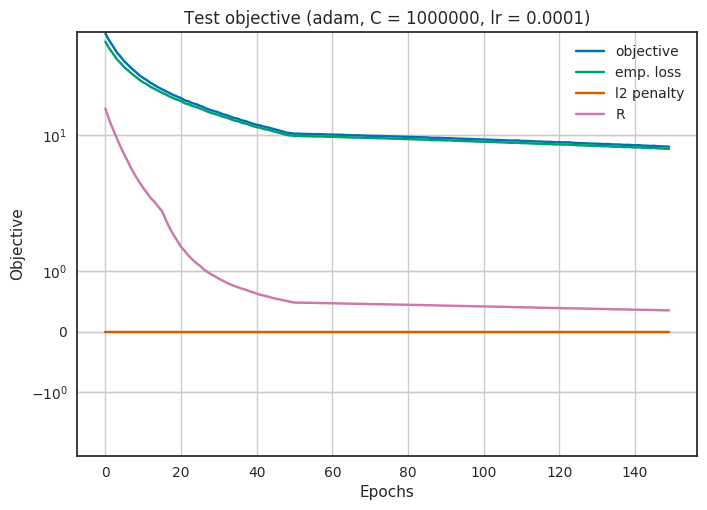 Test objective (adam, C = 1000000, lr = 0.0001)
objective
emp. loss
l2 penalty
R
10¹
10⁰
0
−10⁰
Objective
0 20 40 60 80 100 120 140
Epochs